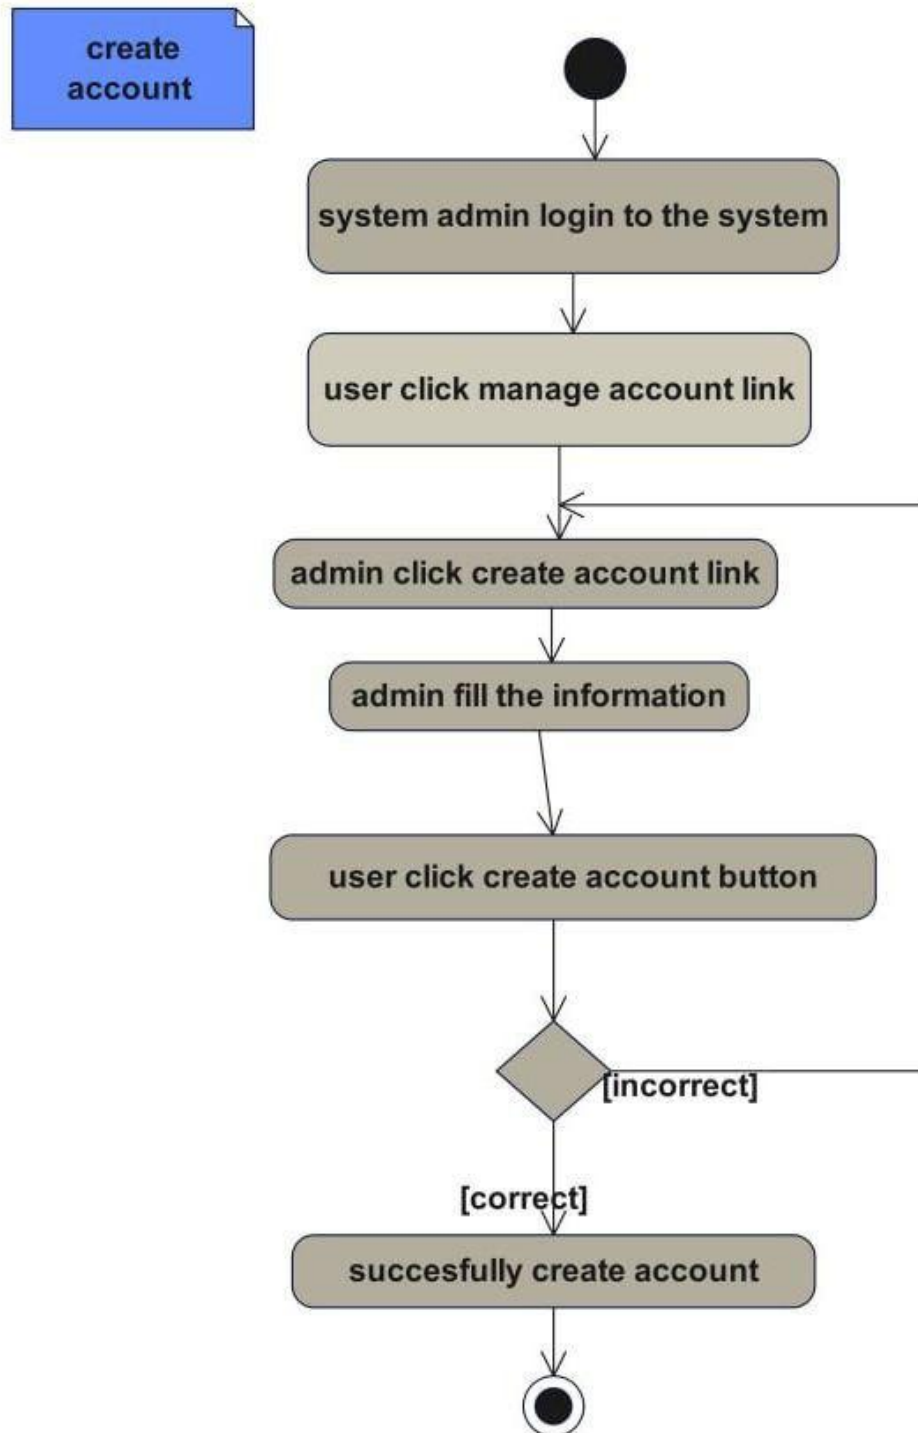 create
account
system admin login to the system
user click manage account link
admin click create account link
admin fill the information
user click create account button
[incorrect]
[correct]
succesfully create account